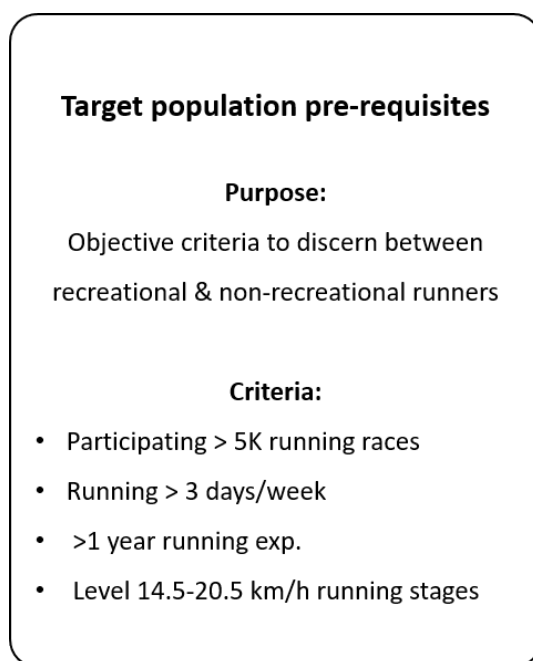 Target population pre-requisites
Purpose:
Objective criteria to discern between
recreational & non-recreational runners
Criteria:
• Participating > 5K running races
• Running > 3 days/week
• >1 year running exp.
• Level 14.5-20.5 km/h running stages